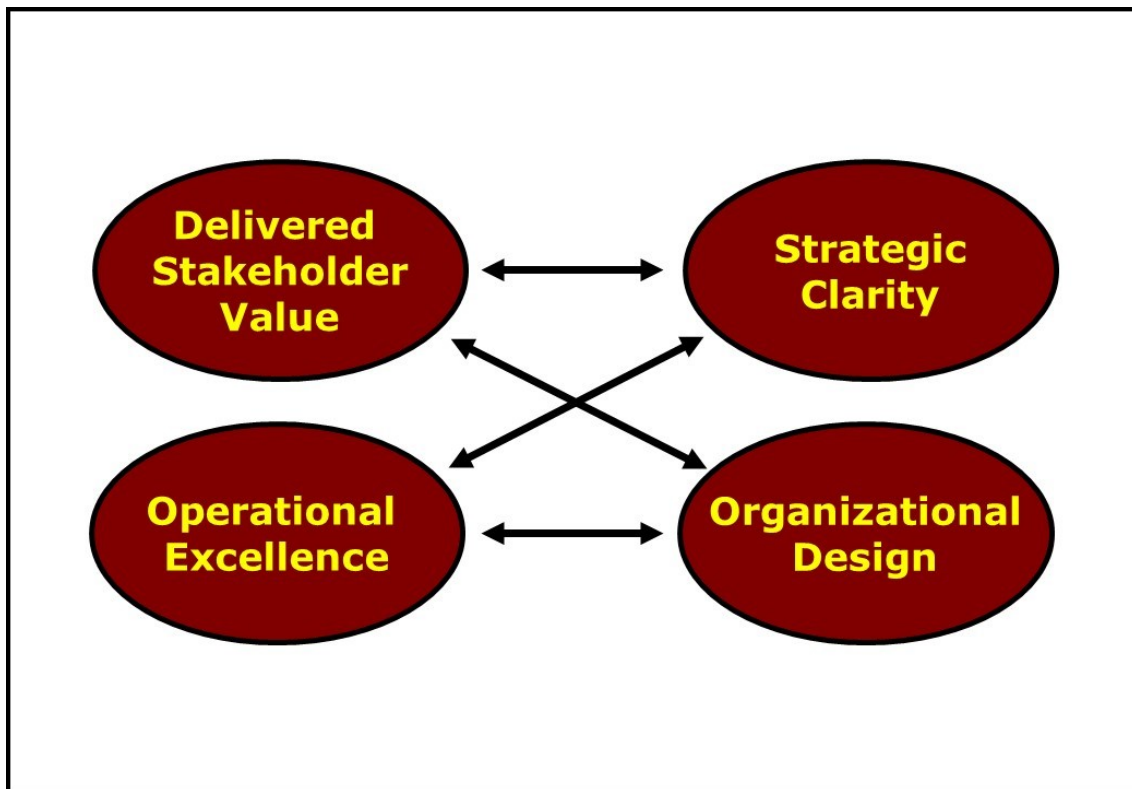 Delivered
Stakeholder
Value
Strategic
Clarity
Operational
Excellence
Organizational
Design